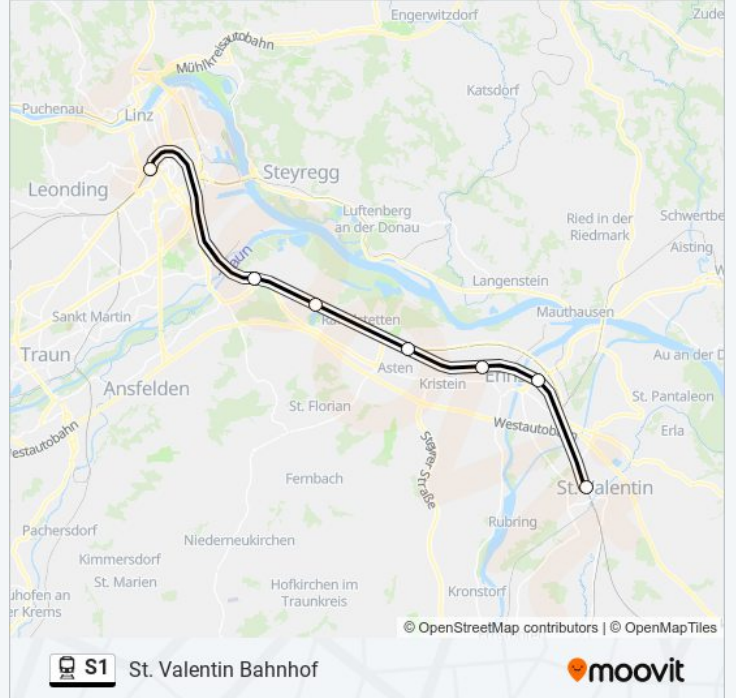 Engerwitzdorf
Zude
Mühlkreisautobahn
Katsdorf
Puchenau
Linz
Steyregg
Leonding
Luftenberg
an der Donau
Ried in der
Riedmark
Schwertbe
Aisting
Langenstein
Mauthausen
Sankt Martin
Traun
Au an der D
Asten
Kristein
Ansfelden
St. Pantaleon
St. Florian
Westautob
Erla
estautobahn
Steyrer Straße
Fernbach
St. Valentin
Pachersdorf
Rubring
Niederneukirchen
Kimmersdorf
St. Marien
uhofen an
er Krems
Hofkirchen im
Traunkreis
Kronstorf
© OpenStreetMap contributors | © OpenMapTiles
S1 St. Valentin Bahnhof
moovit